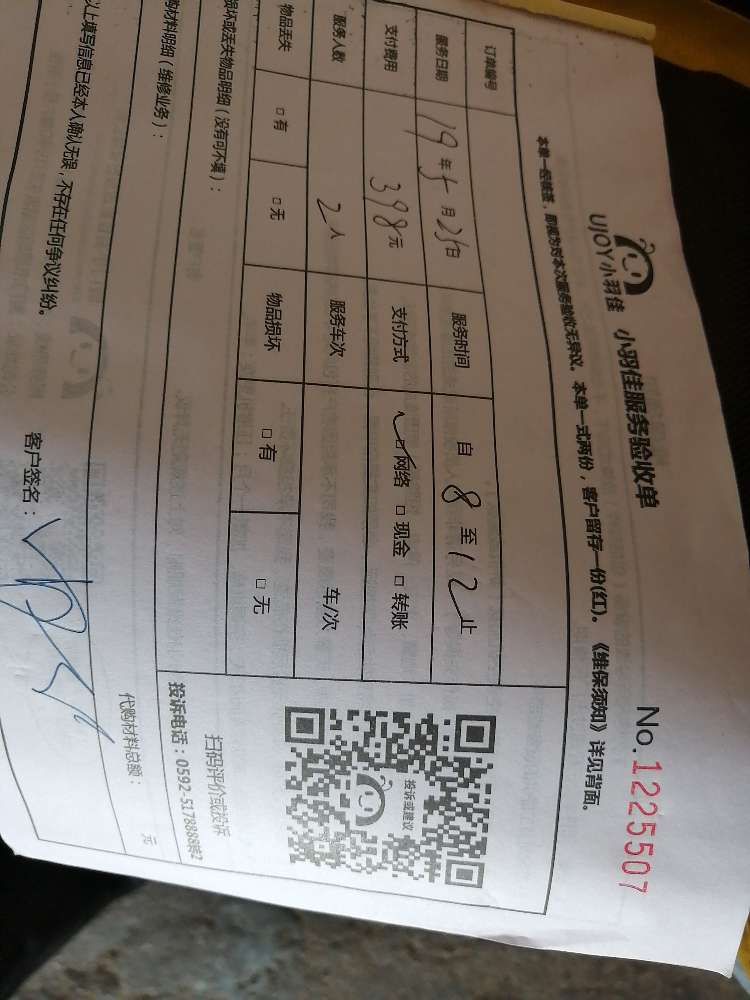 UJOY小羽佳 小羽佳服务验收单
No.1225507
本单一经核签，即视为对本次服务验收无异议。本单一式两份，客户留存一份(红)。《维保须知》详见背面。
订单编号
服务日期 19年5月25日 服务时间 自8至12止
支付费用 398元 支付方式 ☑网络 □现金 □转账
服务人数 2人 服务车次 车/次
物品丢失 □有 □无 物品损坏 □有 □无
投诉或建议
扫码评价或投诉
投诉电话：0592-5178888转2
损坏或丢失物品明细（没有可不填）：
购材料明细（维修业务）：
代购材料总额： 元
以上填写信息已经本人确认无误，不存在任何争议纠纷。
客户签名：